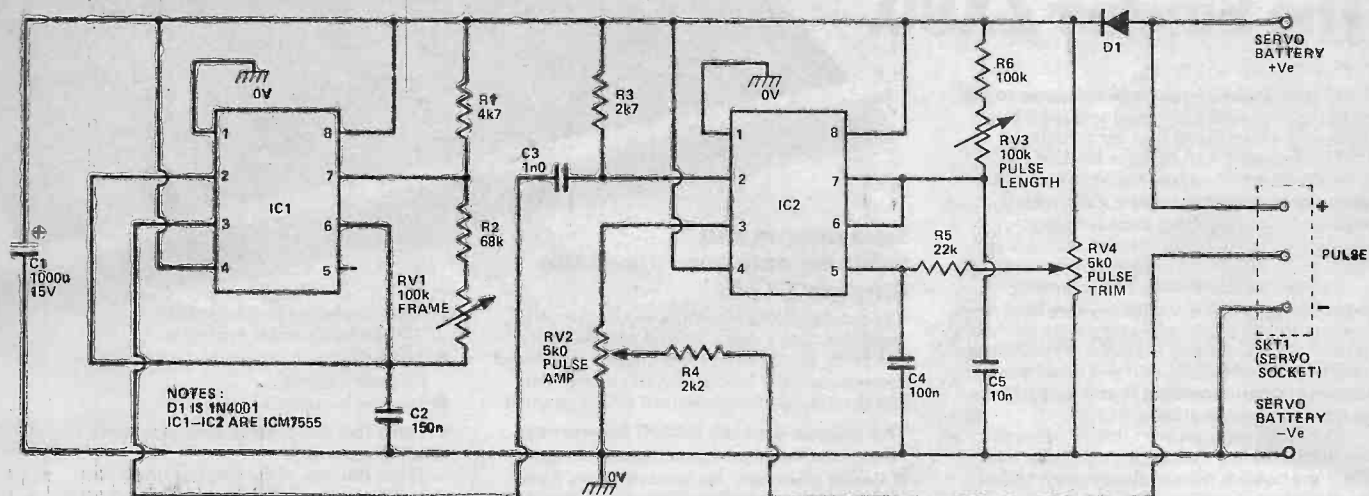 SERVO
BATTERY
+Ve
D1
0V
0V
R1
4k7
R3
2k7
R6
100k
1
8
1
8
RV3
100k
PULSE
LENGTH
C3
1n0
2
7
2
7
IC1
IC2
+
3
6
3
6
R2
68k
R5
22k
RV4
5k0
PULSE
TRIM
PULSE
C1
1000u
15V
4
5
4
5
RV1
100k
FRAME
-
RV2
5k0
PULSE
AMP
R4
2k2
SKT1
(SERVO
SOCKET)
C4
100n
C5
10n
NOTES:
D1 IS 1N4001
IC1-IC2 ARE ICM7555
C2
150n
SERVO
BATTERY
-Ve
0V